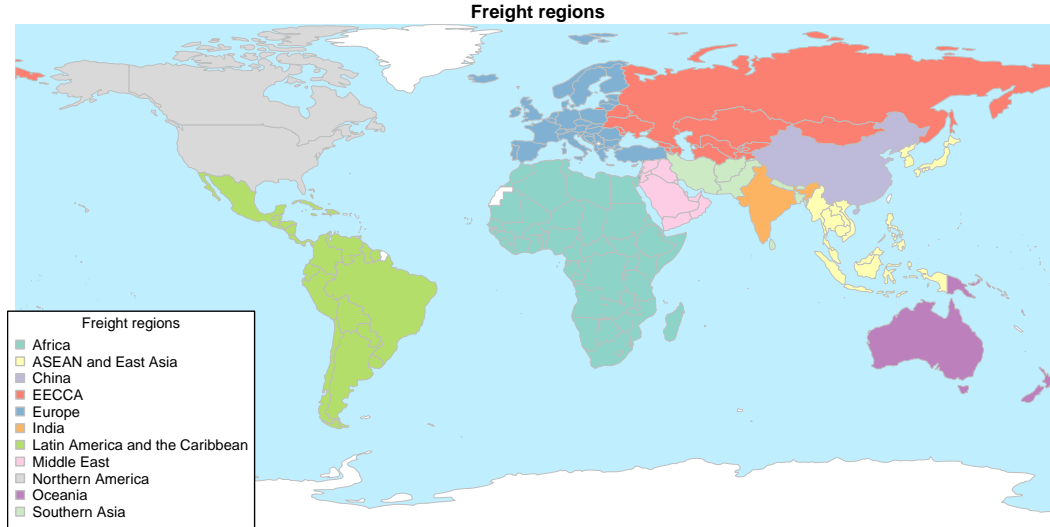 Freight regions
Freight regions
Africa
ASEAN and East Asia
China
EECCA
Europe
India
Latin America and the Caribbean
Middle East
Northern America
Oceania
Southern Asia